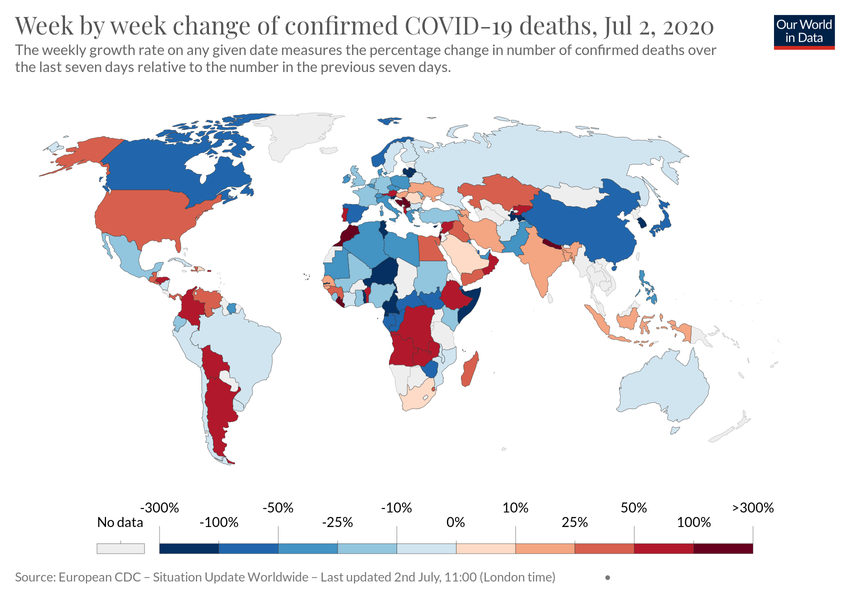 Week by week change of confirmed COVID-19 deaths, Jul 2, 2020
Our World
in Data
The weekly growth rate on any given date measures the percentage change in number of confirmed deaths over
the last seven days relative to the number in the previous seven days.
-300% -50% -10% 10% 50% >300%
No data -100% -25% 0% 25% 100%
Source: European CDC – Situation Update Worldwide – Last updated 2nd July, 11:00 (London time) •